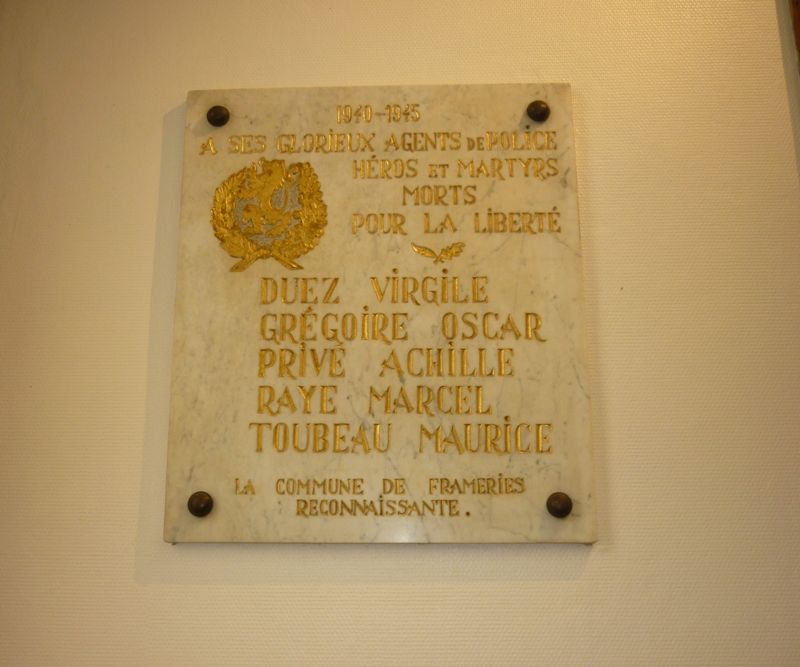 1940-1945
A SES GLORIEUX AGENTS DE POLICE
HÉROS ET MARTYRS
MORTS
POUR LA LIBERTÉ
DUEZ VIRGILE
GRÉGOIRE OSCAR
PRIVÉ ACHILLE
RAYE MARCEL
TOUBEAU MAURICE
LA COMMUNE DE FRAMERIES
RECONNAISSANTE.